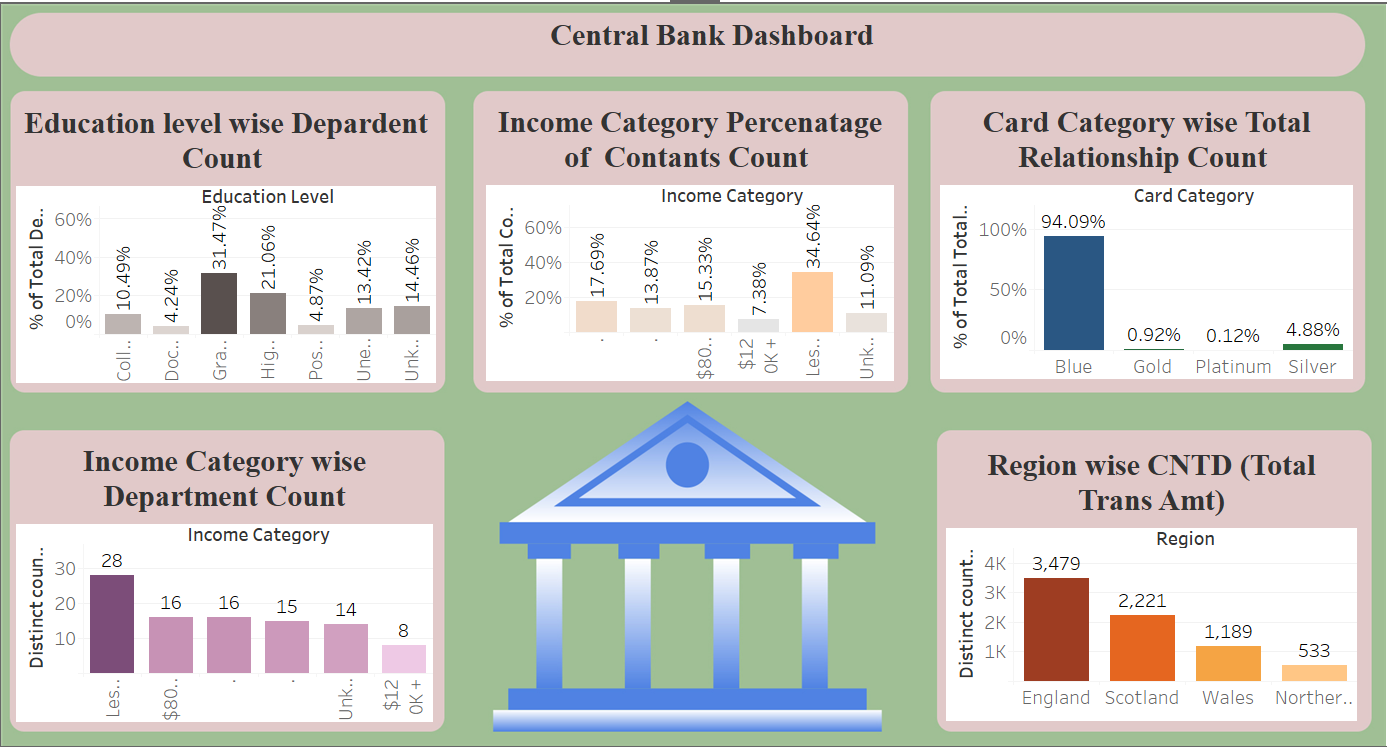 Central Bank Dashboard
Education level wise Depardent
Count
Education Level
% of Total De..
60%
40%
20%
0%
10.49%
4.24%
31.47%
21.06%
4.87%
13.42%
14.46%
Coll..
Doc..
Gra..
Hig..
Pos..
Une..
Unk..
Income Category Percenatage
of Contants Count
Income Category
% of Total Co..
60%
40%
20%
17.69%
13.87%
15.33%
7.38%
34.64%
11.09%
.
.
$80..
$12
0K +
Les..
Unk..
Card Category wise Total
Relationship Count
Card Category
% of Total Total..
100%
50%
0%
94.09%
0.92%
0.12%
4.88%
Blue
Gold
Platinum
Silver
Income Category wise
Department Count
Income Category
Distinct coun..
30
20
10
28
16
16
15
14
8
Les..
$80..
.
.
Unk..
$12
0K +
Region wise CNTD (Total
Trans Amt)
Region
Distinct count..
4K
3K
2K
1K
3,479
2,221
1,189
533
England
Scotland
Wales
Norther..